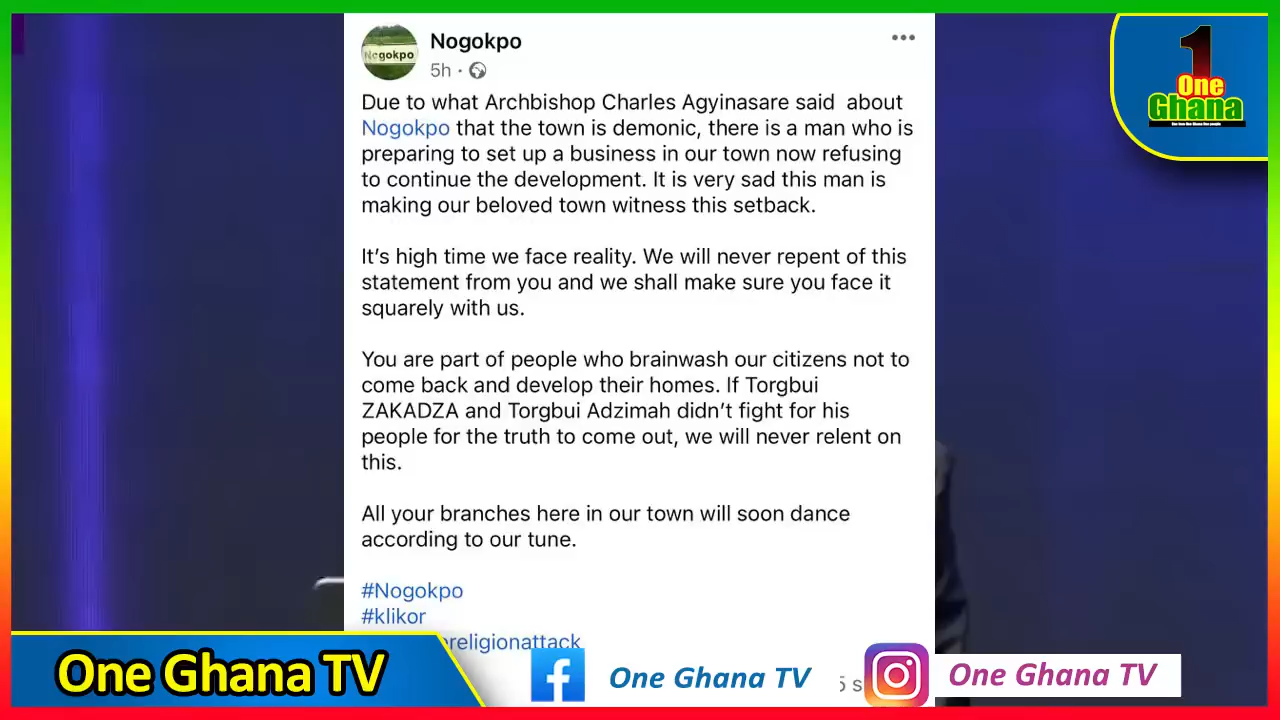 Nogokpo
Nogokpo
5h
Due to what Archbishop Charles Agyinasare said about
Nogokpo that the town is demonic, there is a man who is
preparing to set up a business in our town now refusing
to continue the development. It is very sad this man is
making our beloved town witness this setback.
It's high time we face reality. We will never repent of this
statement from you and we shall make sure you face it
squarely with us.
You are part of people who brainwash our citizens not to
come back and develop their homes. If Torgbui
ZAKADZA and Torgbui Adzimah didn't fight for his
people for the truth to come out, we will never relent on
this.
All your branches here in our town will soon dance
according to our tune.
#Nogokpo
#klikor
religionattack
1
One
Ghana
One Ghana TV
f One Ghana TV
One Ghana TV